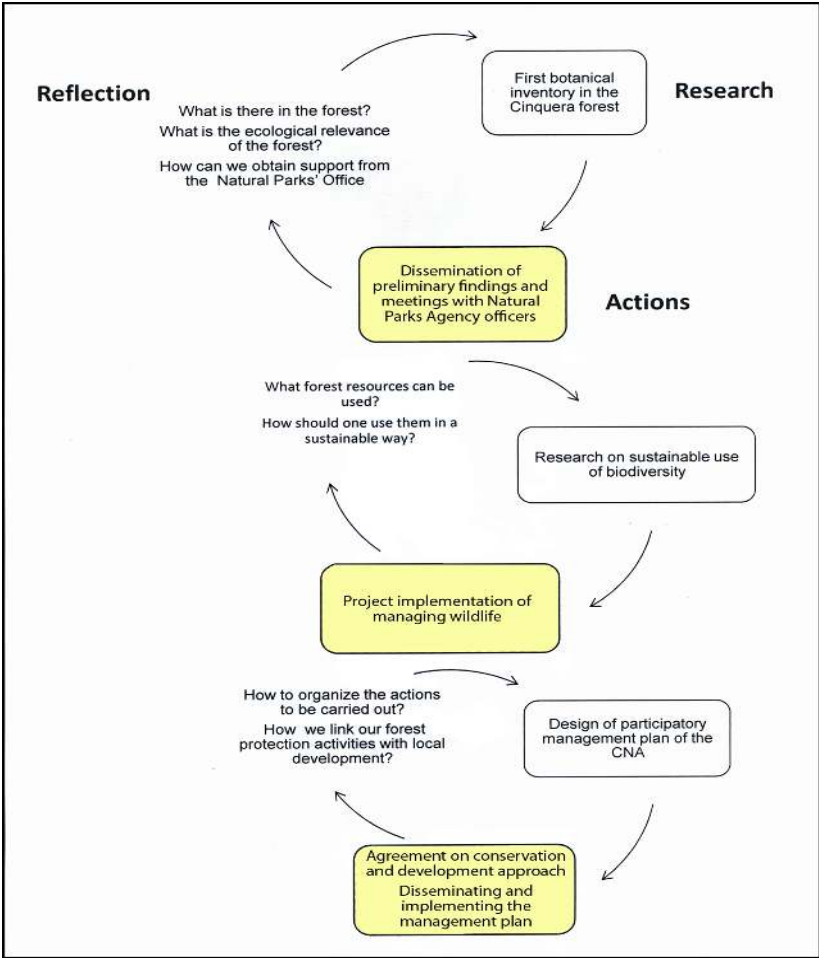 Reflection
What is there in the forest?
What is the ecological relevance
of the forest?
How can we obtain support from
the Natural Parks' Office
First botanical
inventory in the
Cinquera forest
Research
Dissemination of
preliminary findings and
meetings with Natural
Parks Agency officers
Actions
What forest resources can be
used?
How should one use them in a
sustainable way?
Research on sustainable use
of biodiversity
Project implementation of
managing wildlife
How to organize the actions
to be carried out?
How we link our forest
protection activities with local
development?
Design of participatory
management plan of the
CNA
Agreement on conservation
and development approach
Disseminating and
implementing the
management plan